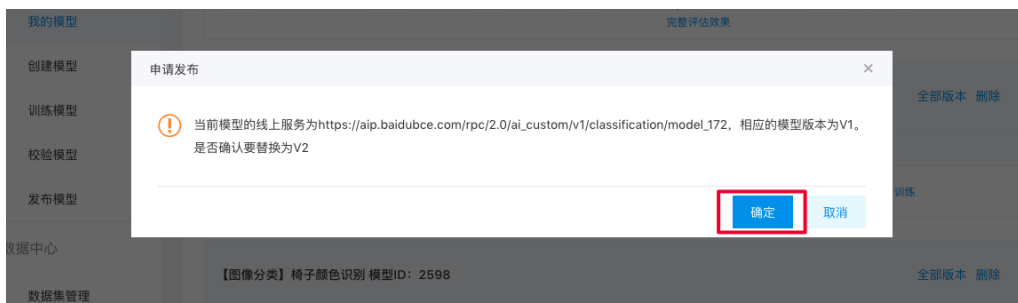 我的模型
完整评估效果
创建模型
申请发布
×
全部版本 删除
训练模型
当前模型的线上服务为https://aip.baidubce.com/rpc/2.0/ai_custom/v1/classification/model_172，相应的模型版本为V1。
是否确认要替换为V2
校验模型
发布模型
训练
确定 取消
数据中心
【图像分类】椅子颜色识别 模型ID：2598
全部版本 删除
数据集管理